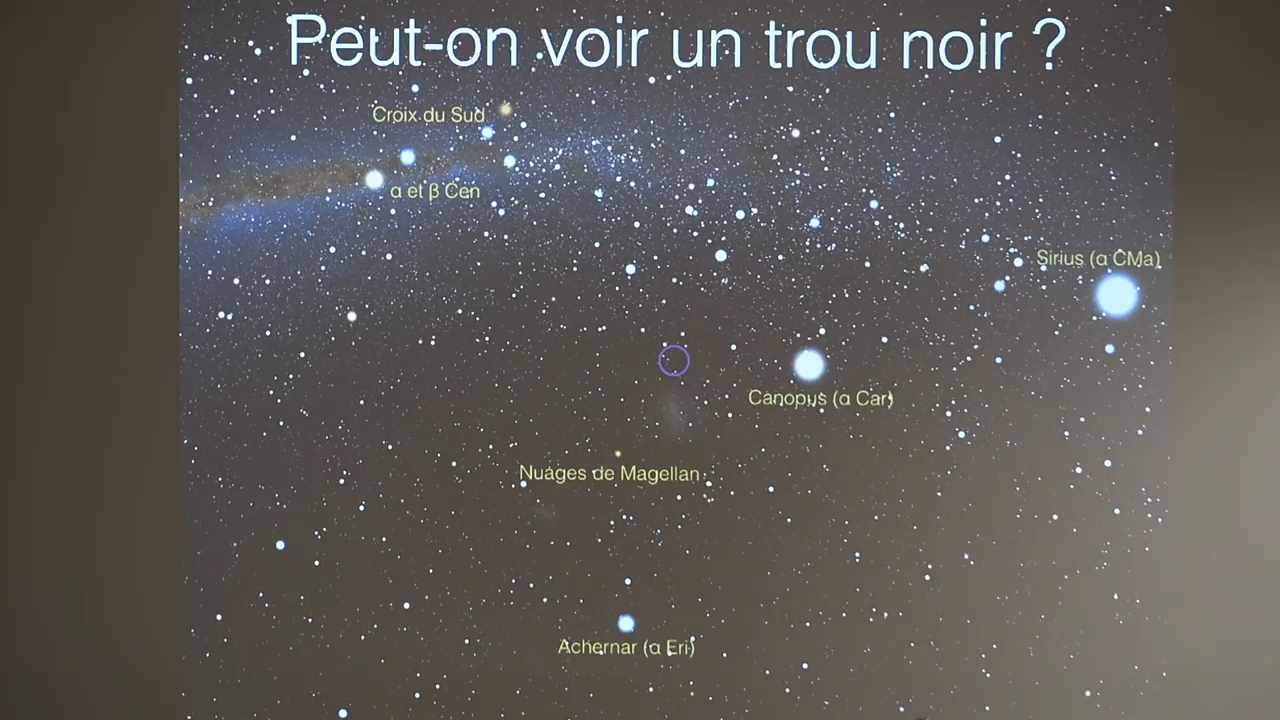 Peut-on voir un trou noir ?
Croix du Sud
α et β Cen
Sirius (α CMa)
Canopus (α Car)
Nuages de Magellan
Achernar (α Eri)